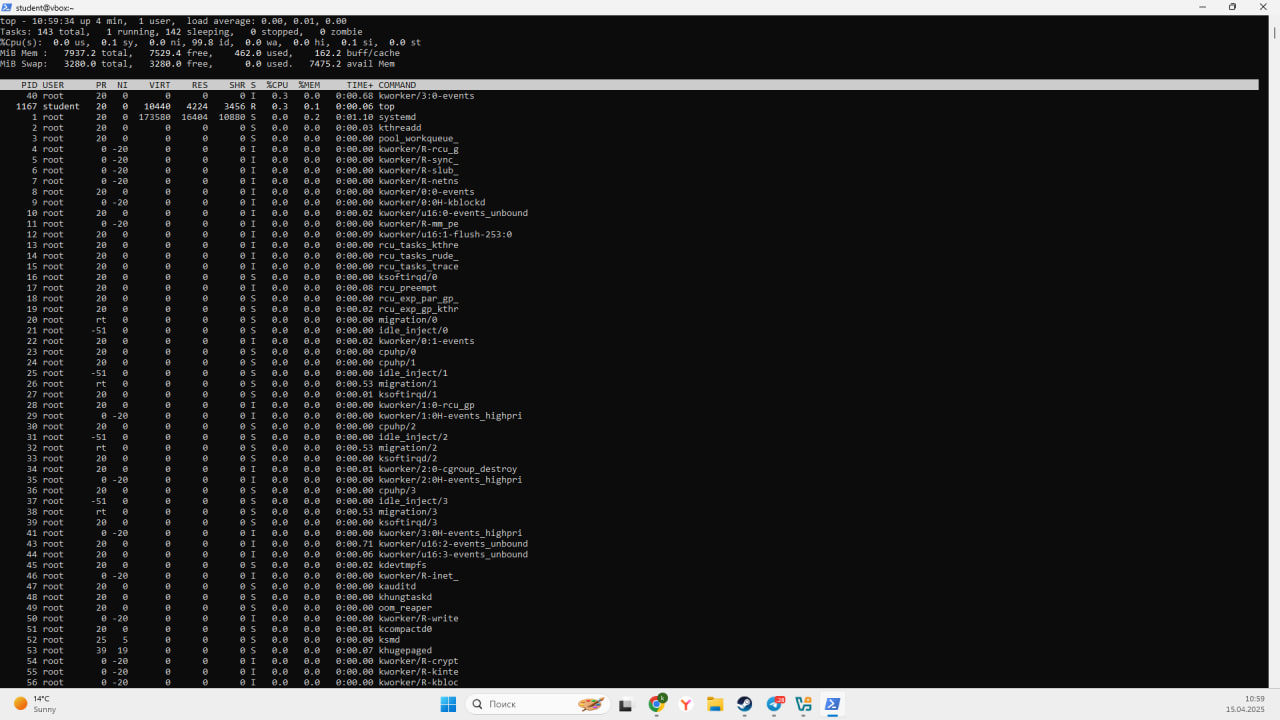 student@vbox:~
top - 10:59:34 up 4 min,  1 user,  load average: 0.00, 0.01, 0.00
Tasks: 143 total,   1 running, 142 sleeping,   0 stopped,   0 zombie
%Cpu(s):  0.0 us,  0.1 sy,  0.0 ni, 99.8 id,  0.0 wa,  0.0 hi,  0.1 si,  0.0 st
MiB Mem :   7937.2 total,   7529.4 free,    462.0 used,    162.2 buff/cache
MiB Swap:   3280.0 total,   3280.0 free,      0.0 used.   7475.2 avail Mem
PID USER PR NI VIRT RES SHR S %CPU %MEM TIME+ COMMAND
40 root 20 0 0 0 0 I 0.3 0.0 0:00.68 kworker/3:0-events
1167 student 20 0 10440 4224 3456 R 0.3 0.1 0:00.06 top
1 root 20 0 173580 16404 10880 S 0.0 0.2 0:01.10 systemd
2 root 20 0 0 0 0 S 0.0 0.0 0:00.03 kthreadd
3 root 20 0 0 0 0 S 0.0 0.0 0:00.00 pool_workqueue_
4 root 0 -20 0 0 0 I 0.0 0.0 0:00.00 kworker/R-rcu_g
5 root 0 -20 0 0 0 I 0.0 0.0 0:00.00 kworker/R-sync_
6 root 0 -20 0 0 0 I 0.0 0.0 0:00.00 kworker/R-slub_
7 root 0 -20 0 0 0 I 0.0 0.0 0:00.00 kworker/R-netns
8 root 20 0 0 0 0 I 0.0 0.0 0:00.00 kworker/0:0-events
9 root 0 -20 0 0 0 I 0.0 0.0 0:00.00 kworker/0:0H-kblockd
10 root 20 0 0 0 0 I 0.0 0.0 0:00.02 kworker/u16:0-events_unbound
11 root 0 -20 0 0 0 I 0.0 0.0 0:00.00 kworker/R-mm_pe
12 root 20 0 0 0 0 I 0.0 0.0 0:00.09 kworker/u16:1-flush-253:0
13 root 20 0 0 0 0 I 0.0 0.0 0:00.00 rcu_tasks_kthre
14 root 20 0 0 0 0 I 0.0 0.0 0:00.00 rcu_tasks_rude_
15 root 20 0 0 0 0 I 0.0 0.0 0:00.00 rcu_tasks_trace
16 root 20 0 0 0 0 S 0.0 0.0 0:00.00 ksoftirqd/0
17 root 20 0 0 0 0 I 0.0 0.0 0:00.08 rcu_preempt
18 root 20 0 0 0 0 S 0.0 0.0 0:00.00 rcu_exp_par_gp_
19 root 20 0 0 0 0 S 0.0 0.0 0:00.02 rcu_exp_gp_kthr
20 root rt 0 0 0 0 S 0.0 0.0 0:00.00 migration/0
21 root -51 0 0 0 0 S 0.0 0.0 0:00.00 idle_inject/0
22 root 20 0 0 0 0 I 0.0 0.0 0:00.02 kworker/0:1-events
23 root 20 0 0 0 0 S 0.0 0.0 0:00.00 cpuhp/0
24 root 20 0 0 0 0 S 0.0 0.0 0:00.00 cpuhp/1
25 root -51 0 0 0 0 S 0.0 0.0 0:00.00 idle_inject/1
26 root rt 0 0 0 0 S 0.0 0.0 0:00.53 migration/1
27 root 20 0 0 0 0 S 0.0 0.0 0:00.01 ksoftirqd/1
28 root 20 0 0 0 0 I 0.0 0.0 0:00.00 kworker/1:0-rcu_gp
29 root 0 -20 0 0 0 I 0.0 0.0 0:00.00 kworker/1:0H-events_highpri
30 root 20 0 0 0 0 S 0.0 0.0 0:00.00 cpuhp/2
31 root -51 0 0 0 0 S 0.0 0.0 0:00.00 idle_inject/2
32 root rt 0 0 0 0 S 0.0 0.0 0:00.53 migration/2
33 root 20 0 0 0 0 S 0.0 0.0 0:00.00 ksoftirqd/2
34 root 20 0 0 0 0 I 0.0 0.0 0:00.01 kworker/2:0-cgroup_destroy
35 root 0 -20 0 0 0 I 0.0 0.0 0:00.00 kworker/2:0H-events_highpri
36 root 20 0 0 0 0 S 0.0 0.0 0:00.00 cpuhp/3
37 root -51 0 0 0 0 S 0.0 0.0 0:00.00 idle_inject/3
38 root rt 0 0 0 0 S 0.0 0.0 0:00.53 migration/3
39 root 20 0 0 0 0 S 0.0 0.0 0:00.00 ksoftirqd/3
41 root 0 -20 0 0 0 I 0.0 0.0 0:00.00 kworker/3:0H-events_highpri
43 root 20 0 0 0 0 I 0.0 0.0 0:00.71 kworker/u16:2-events_unbound
44 root 20 0 0 0 0 I 0.0 0.0 0:00.06 kworker/u16:3-events_unbound
45 root 20 0 0 0 0 S 0.0 0.0 0:00.02 kdevtmpfs
46 root 0 -20 0 0 0 I 0.0 0.0 0:00.00 kworker/R-inet_
47 root 20 0 0 0 0 S 0.0 0.0 0:00.00 kauditd
48 root 20 0 0 0 0 S 0.0 0.0 0:00.00 khungtaskd
49 root 20 0 0 0 0 S 0.0 0.0 0:00.00 oom_reaper
50 root 0 -20 0 0 0 I 0.0 0.0 0:00.00 kworker/R-write
51 root 20 0 0 0 0 S 0.0 0.0 0:00.01 kcompactd0
52 root 25 5 0 0 0 S 0.0 0.0 0:00.00 ksmd
53 root 39 19 0 0 0 S 0.0 0.0 0:00.07 khugepaged
54 root 0 -20 0 0 0 I 0.0 0.0 0:00.00 kworker/R-crypt
55 root 0 -20 0 0 0 I 0.0 0.0 0:00.00 kworker/R-kinte
56 root 0 -20 0 0 0 I 0.0 0.0 0:00.00 kworker/R-kbloc
14°C
Sunny
Поиск
10:59
15.04.2025